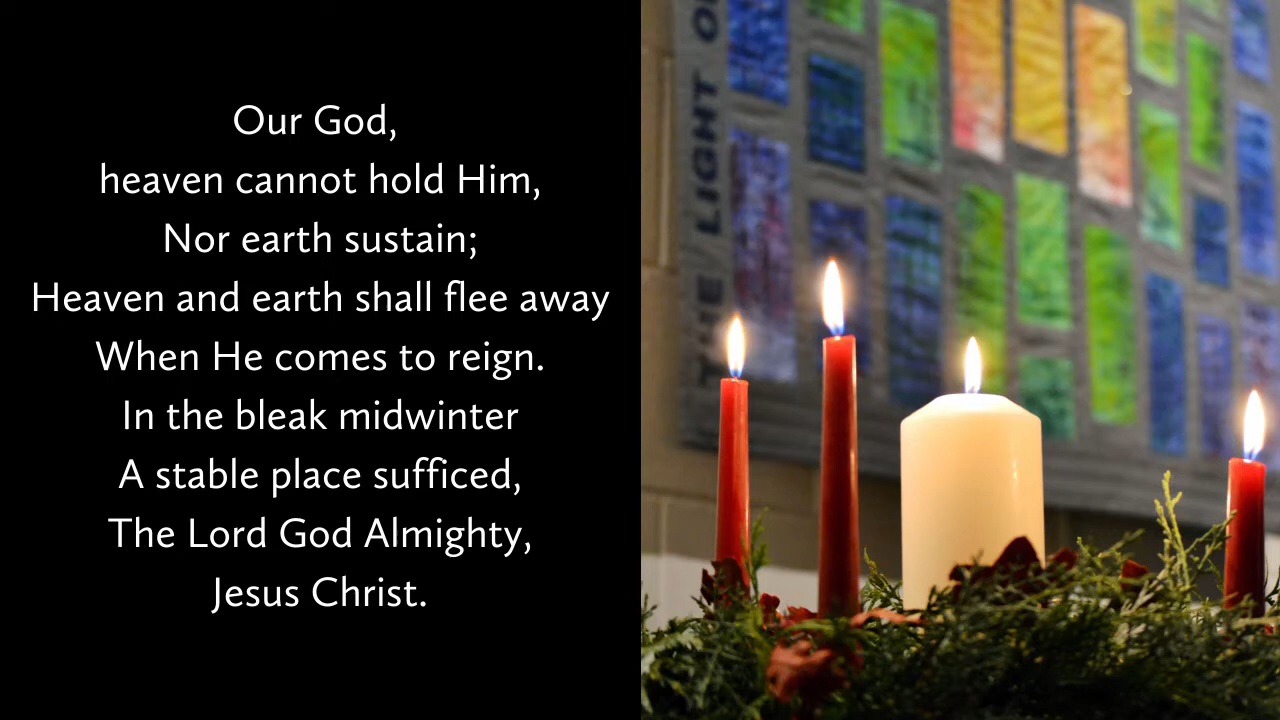 Our God,
heaven cannot hold Him,
Nor earth sustain;
Heaven and earth shall flee away
When He comes to reign.
In the bleak midwinter
A stable place sufficed,
The Lord God Almighty,
Jesus Christ.
THE LIGHT